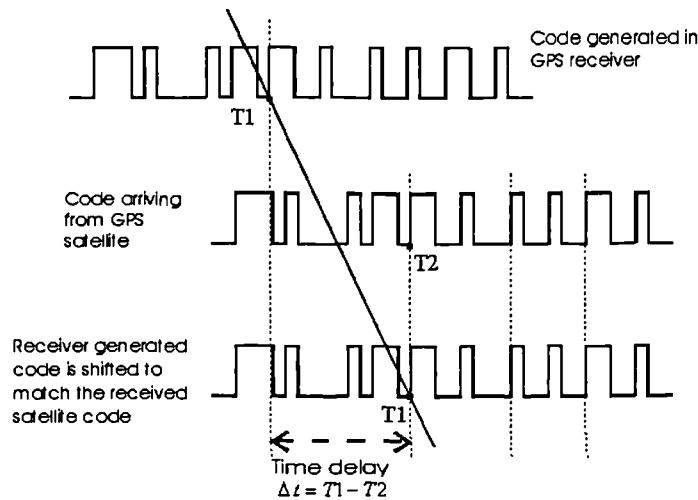 Code generated in
GPS receiver
T1
Code arriving
from GPS
satellite
T2
Receiver generated
code is shifted to
match the received
satellite code
T1
Time delay
Δt = T1 - T2